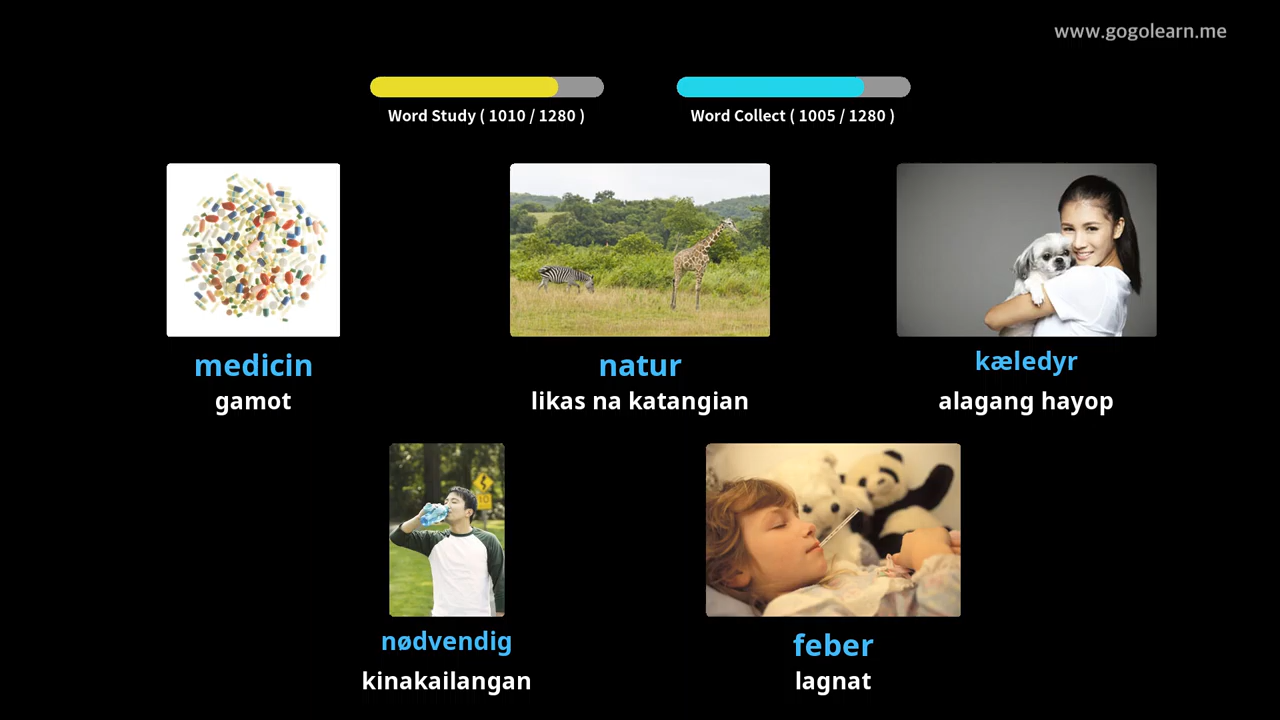 www.gogolearn.me
Word Study ( 1010 / 1280 )
Word Collect ( 1005 / 1280 )
medicin
gamot
natur
likas na katangian
kæledyr
alagang hayop
nødvendig
kinakailangan
feber
lagnat